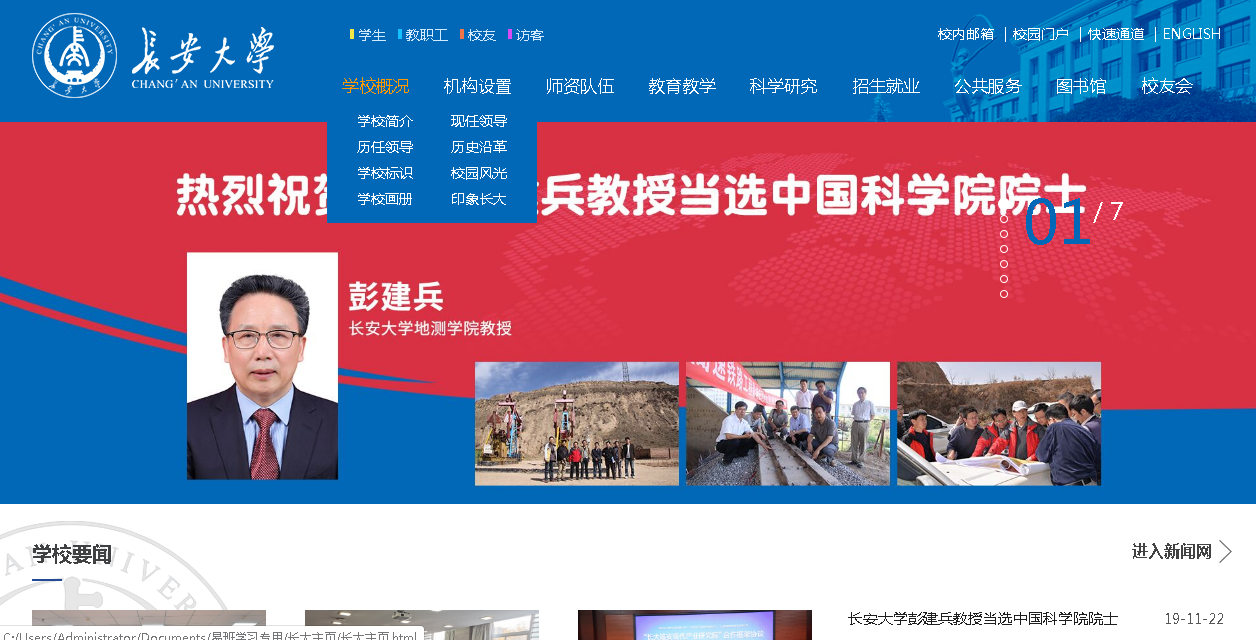 CHANG'AN UNIVERSITY
长安大学
CHANG'AN UNIVERSITY
学生 教职工 校友 访客
校内邮箱 | 校园门户 | 快速通道 | ENGLISH
学校概况 机构设置 师资队伍 教育教学 科学研究 招生就业 公共服务 图书馆 校友会
学校简介 现任领导
历任领导 历史沿革
学校标识 校园风光
学校画册 印象长大
热烈祝 兵教授当选中国科学院院士
01 / 7
彭建兵
长安大学地测学院教授
学校要闻
进入新闻网
长安大学彭建兵教授当选中国科学院院士 19-11-22
C:/Users/Administrator/Documents/易班学习专用/长大主页/长大主页.html